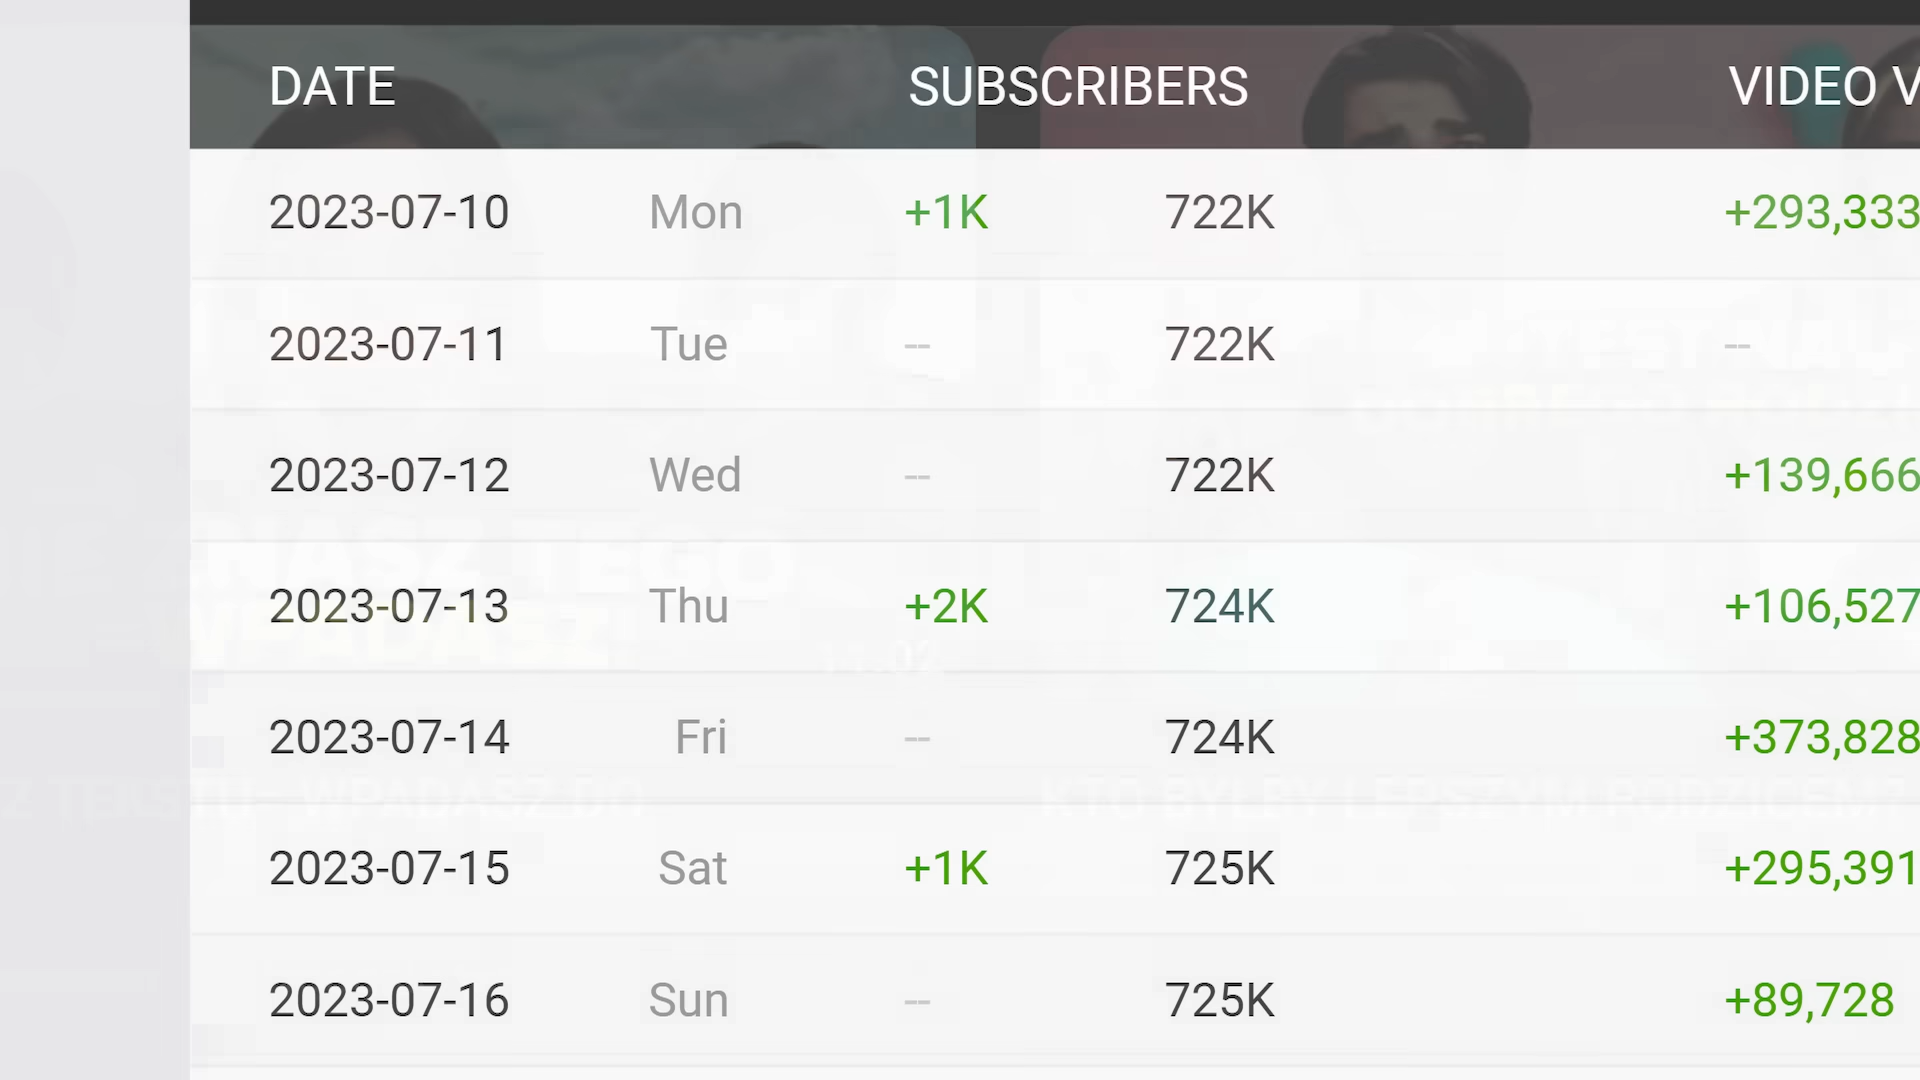 DATE SUBSCRIBERS VIDEO V
2023-07-10 Mon +1K 722K +293,333
2023-07-11 Tue -- 722K --
2023-07-12 Wed -- 722K +139,666
2023-07-13 Thu +2K 724K +106,527
2023-07-14 Fri -- 724K +373,828
2023-07-15 Sat +1K 725K +295,391
2023-07-16 Sun -- 725K +89,728